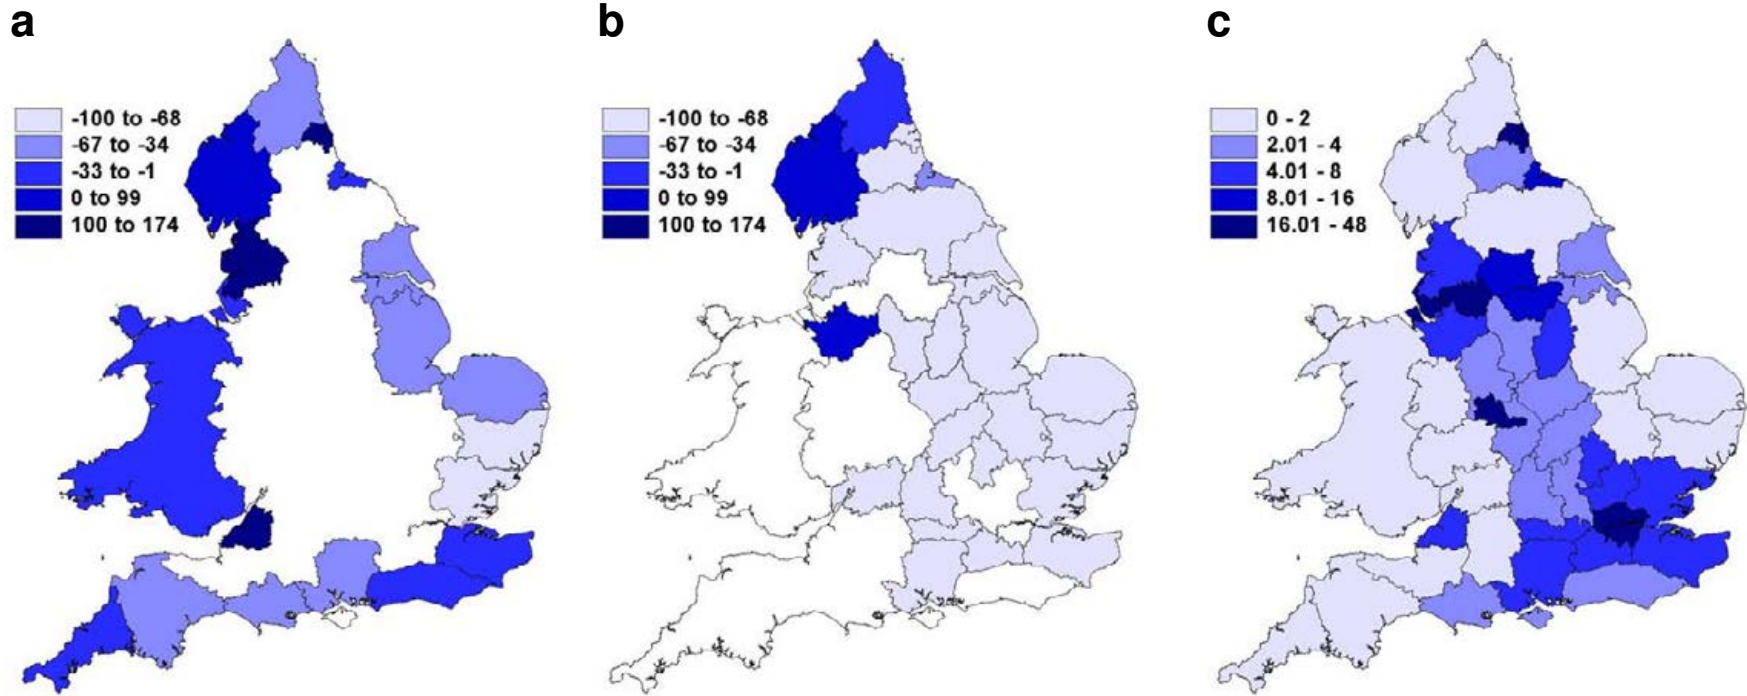 a
-100 to -68
-67 to -34
-33 to -1
0 to 99
100 to 174
b
-100 to -68
-67 to -34
-33 to -1
0 to 99
100 to 174
c
0 - 2
2.01 - 4
4.01 - 8
8.01 - 16
16.01 - 48